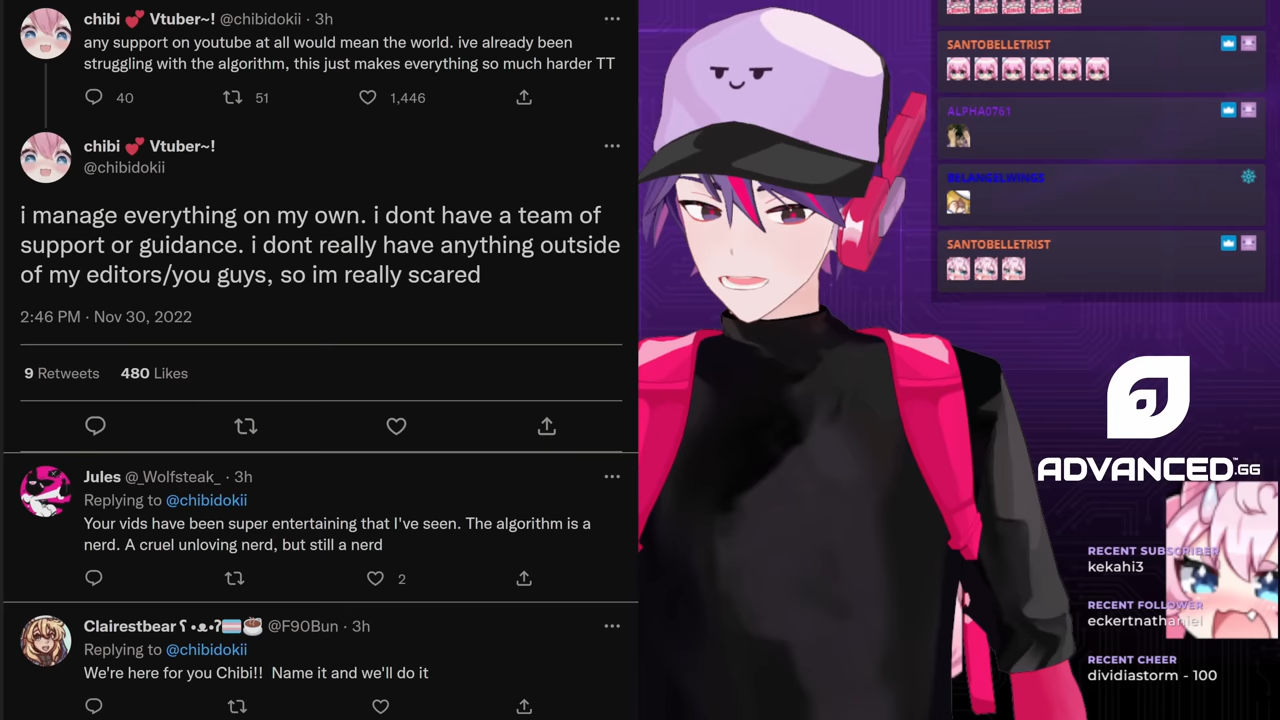 chibi 💕 Vtuber~! @chibidokii · 3h
any support on youtube at all would mean the world. ive already been
struggling with the algorithm, this just makes everything so much harder TT
40 51 1,446
chibi 💕 Vtuber~!
@chibidokii
i manage everything on my own. i dont have a team of
support or guidance. i dont really have anything outside
of my editors/you guys, so im really scared
2:46 PM · Nov 30, 2022
9 Retweets 480 Likes
Jules @_Wolfsteak_ · 3h
Replying to @chibidokii
Your vids have been super entertaining that I've seen. The algorithm is a
nerd. A cruel unloving nerd, but still a nerd
2
Clairestbear ʕ •ᴥ•ʔ🏳️‍⚧️☕ @F90Bun · 3h
Replying to @chibidokii
We're here for you Chibi!! Name it and we'll do it
SANTOBELLETRIST
ALPHA0761
SANTOBELLETRIST
ADVANCED™.GG
RECENT SUBSCRIBER
kekahi3
RECENT FOLLOWER
eckertnathaniel
RECENT CHEER
dividiastorm - 100